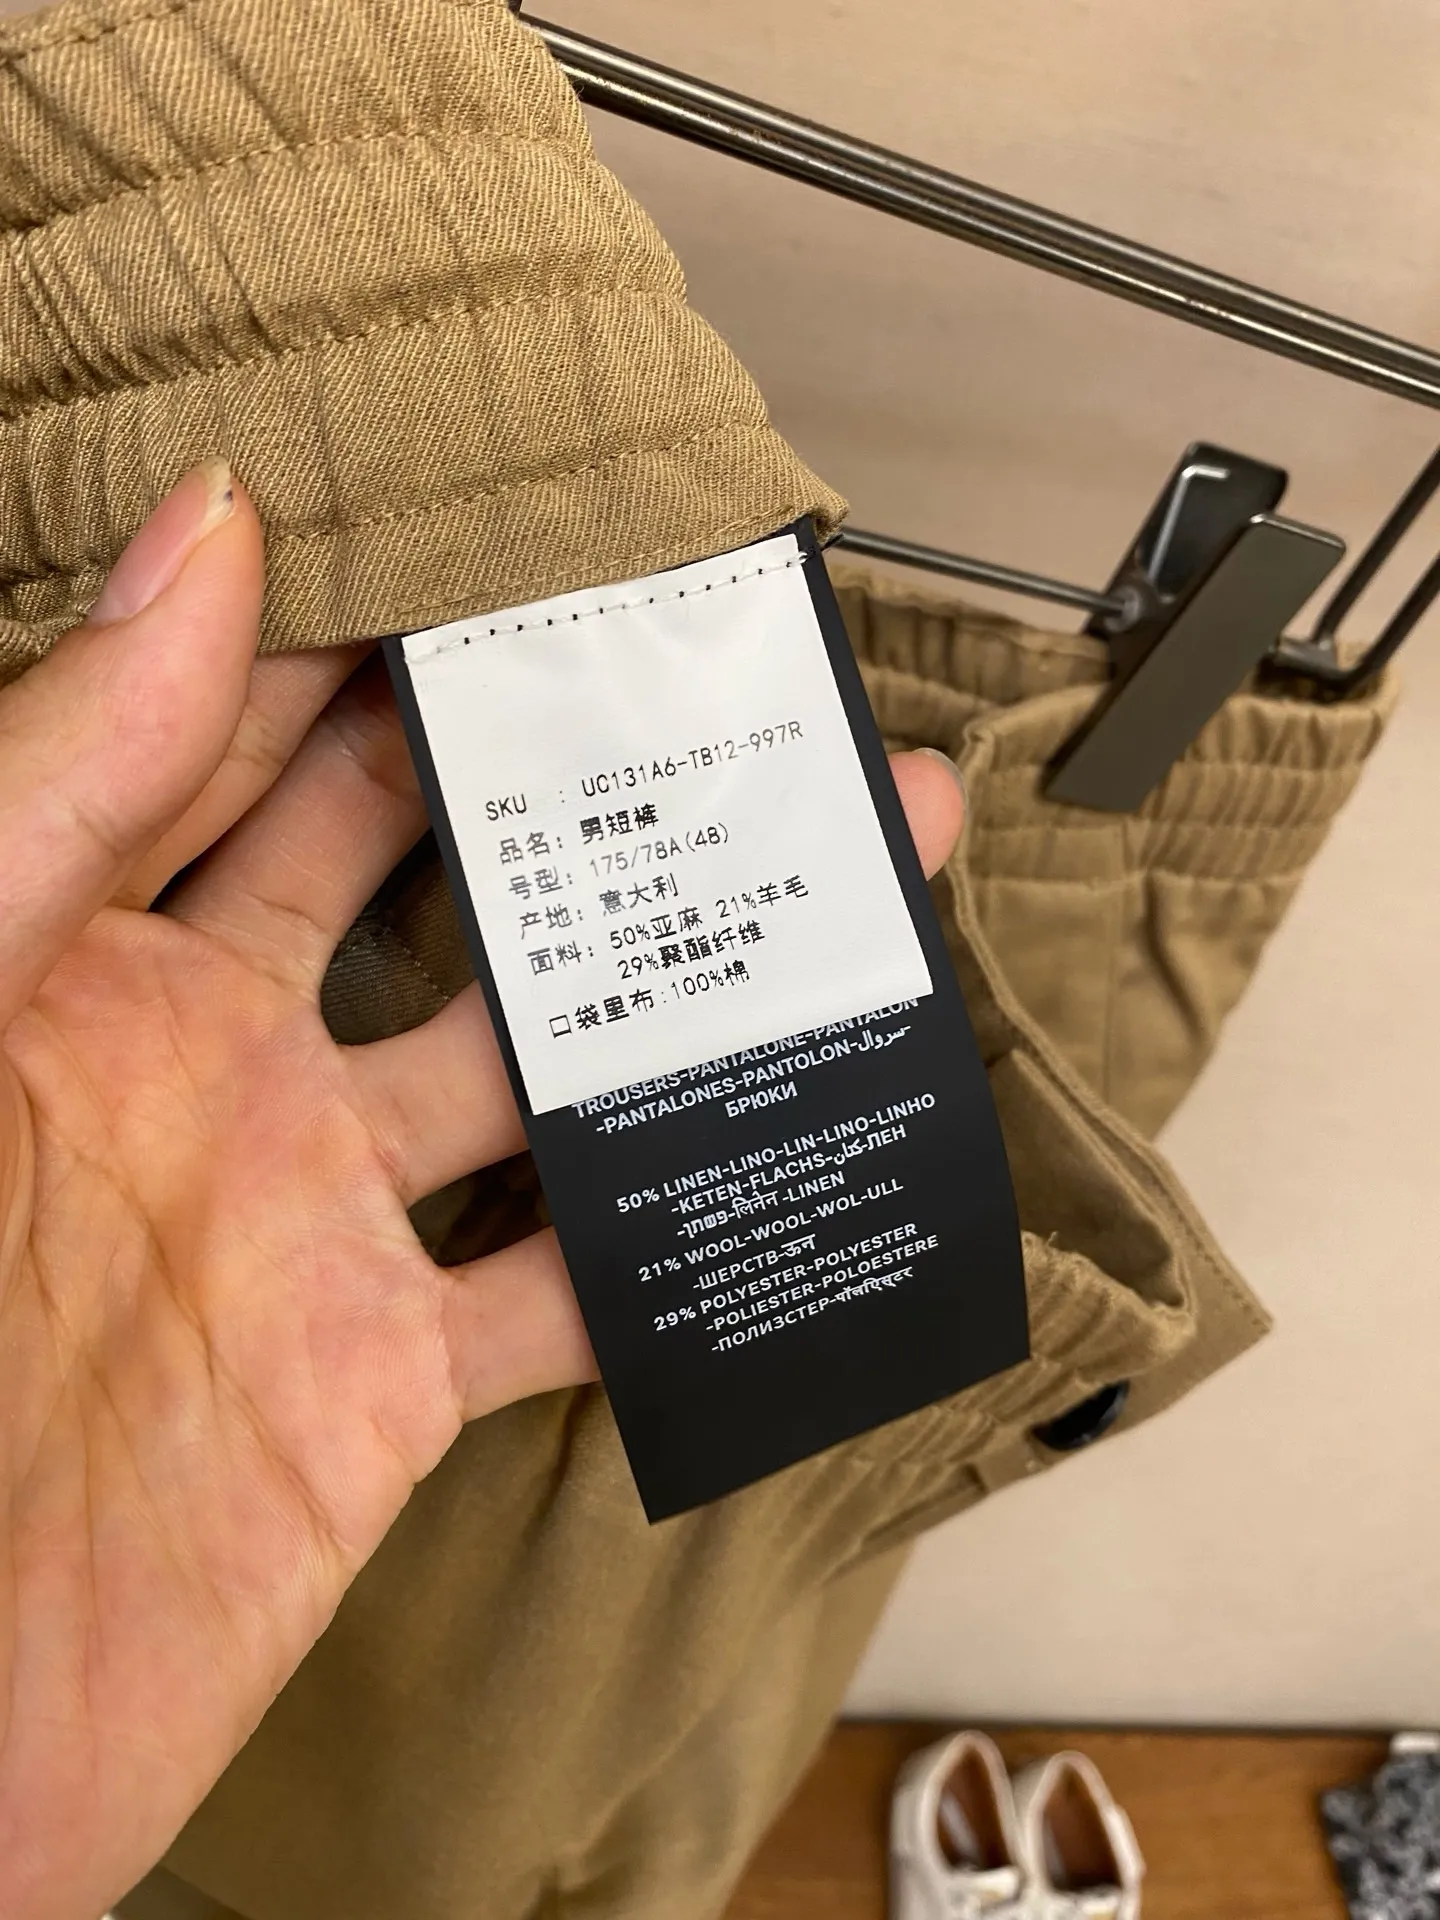 SKU : UC131A6-TB12-997R
品名: 男短裤
号型: 175/78A(48)
产地: 意大利
面料: 50%亚麻 21%羊毛
29%聚酯纤维
口袋里布:100%棉
TROUSERS-PANTALONE-PANTALON
-PANTALONES-PANTOLON-سروال-
БРЮКИ
50% LINEN-LINO-LIN-LINO-LINHO
-KETEN-FLACHS-كتان-ЛЕН
-פשתן-लिनेन -LINEN
21% WOOL-WOOL-WOL-ULL
-ШЕРСТВ-ऊन
29% POLYESTER-POLYESTER
-POLIESTER-POLOESTERE
-ПОЛИЗСТЕР-पॉलिएस्टर